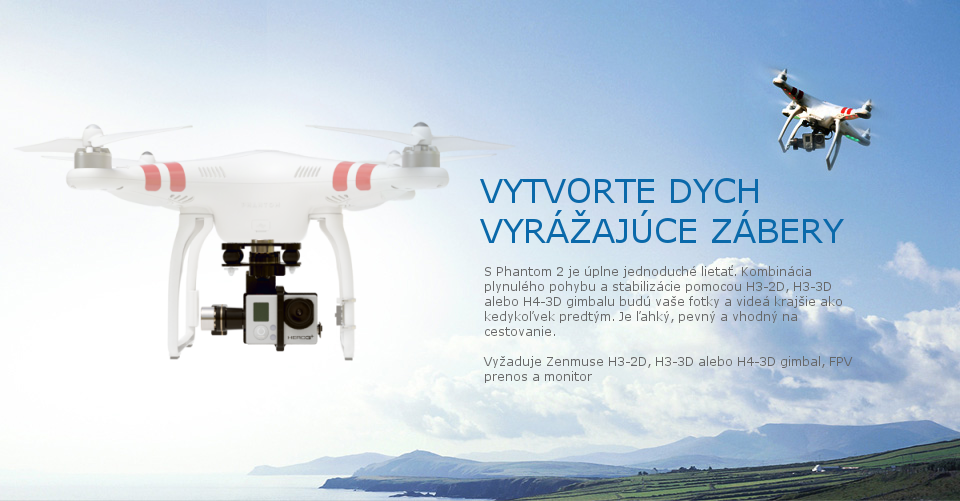 VYTVORTE DYCH
VYRÁŽAJÚCE ZÁBERY
S Phantom 2 je úplne jednoduché lietať. Kombinácia
plynulého pohybu a stabilizácie pomocou H3-2D, H3-3D
alebo H4-3D gimbalu budú vaše fotky a videá krajšie ako
kedykoľvek predtým. Je ľahký, pevný a vhodný na
cestovanie.
Vyžaduje Zenmuse H3-2D, H3-3D alebo H4-3D gimbal, FPV
prenos a monitor
HERO3+